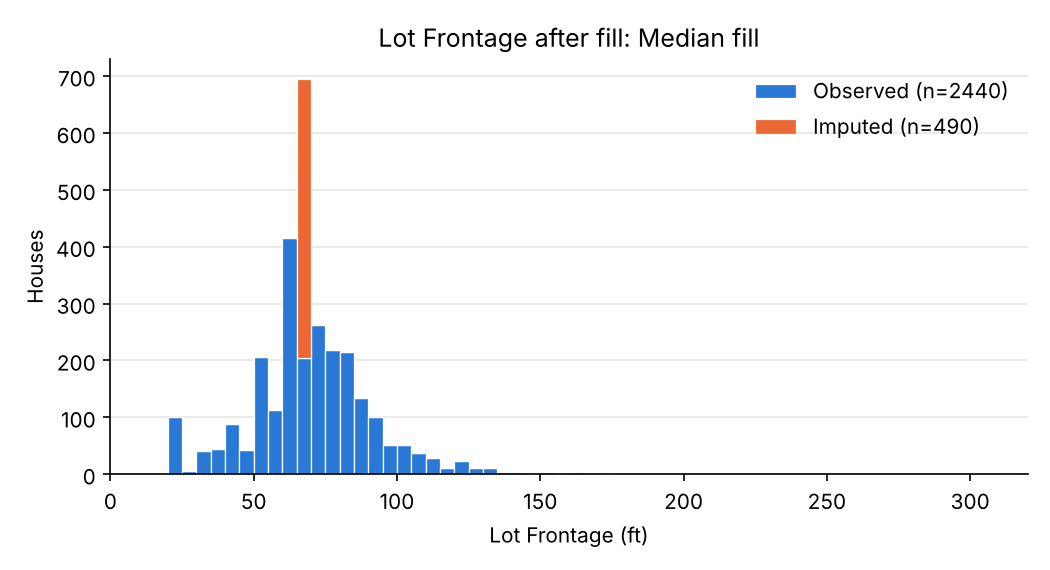 Lot Frontage after fill: Median fill
Observed (n=2440)
Imputed (n=490)
Houses
700
600
500
400
300
200
100
0
0 50 100 150 200 250 300
Lot Frontage (ft)